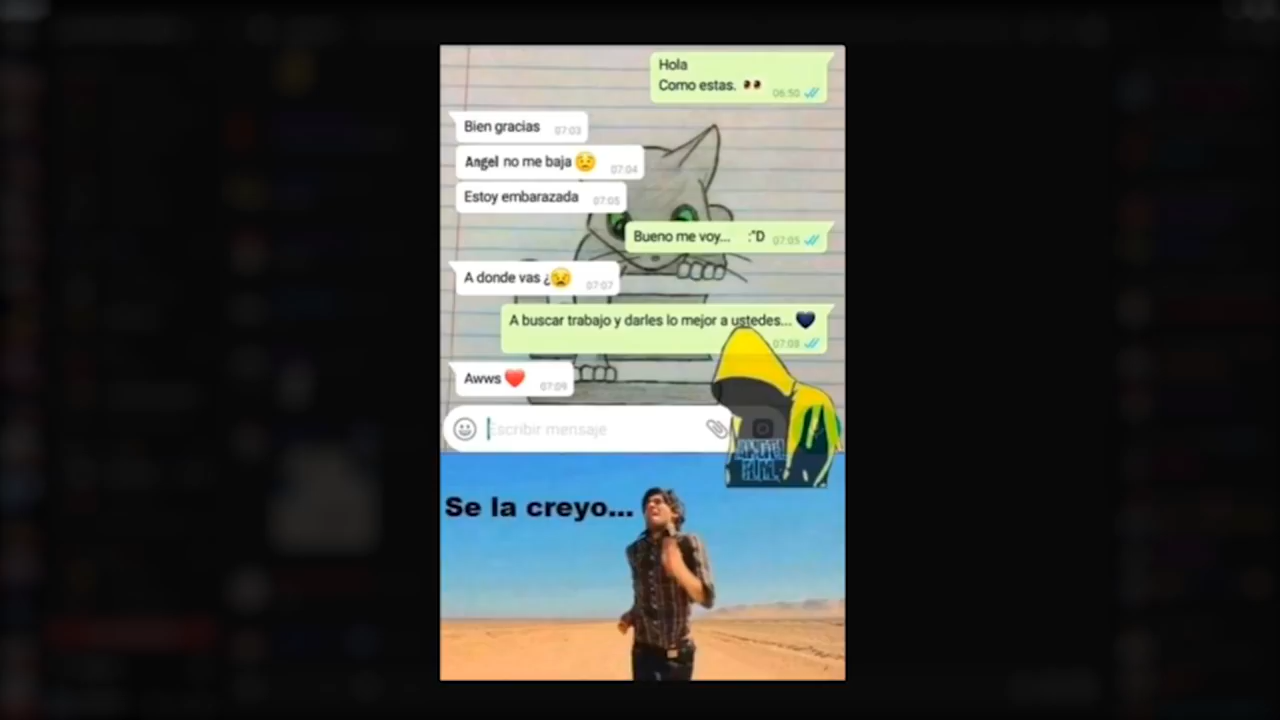 Hola
Como estas. 👀
06:50
Bien gracias
07:03
Angel no me baja 😟
07:04
Estoy embarazada
07:05
Bueno me voy... :"D
07:05
A donde vas ¿😣
07:07
A buscar trabajo y darles lo mejor a ustedes... 🖤
07:08
Awws ❤️
07:09
Escribir mensaje
Se la creyo...